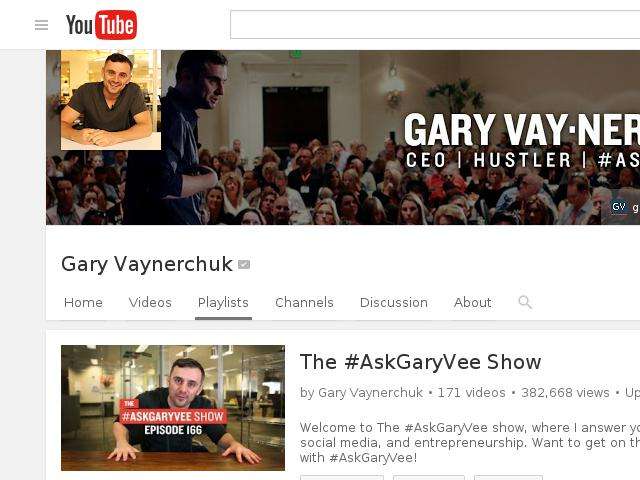 YouTube
GARY VAY·NER
CEO | HUSTLER | #AS
GV g
Gary Vaynerchuk
Home Videos Playlists Channels Discussion About
THE
#ASKGARYVEE SHOW
EPISODE 166
The #AskGaryVee Show
by Gary Vaynerchuk • 171 videos • 382,668 views • Up
Welcome to The #AskGaryVee show, where I answer yo
social media, and entrepreneurship. Want to get on th
with #AskGaryVee!